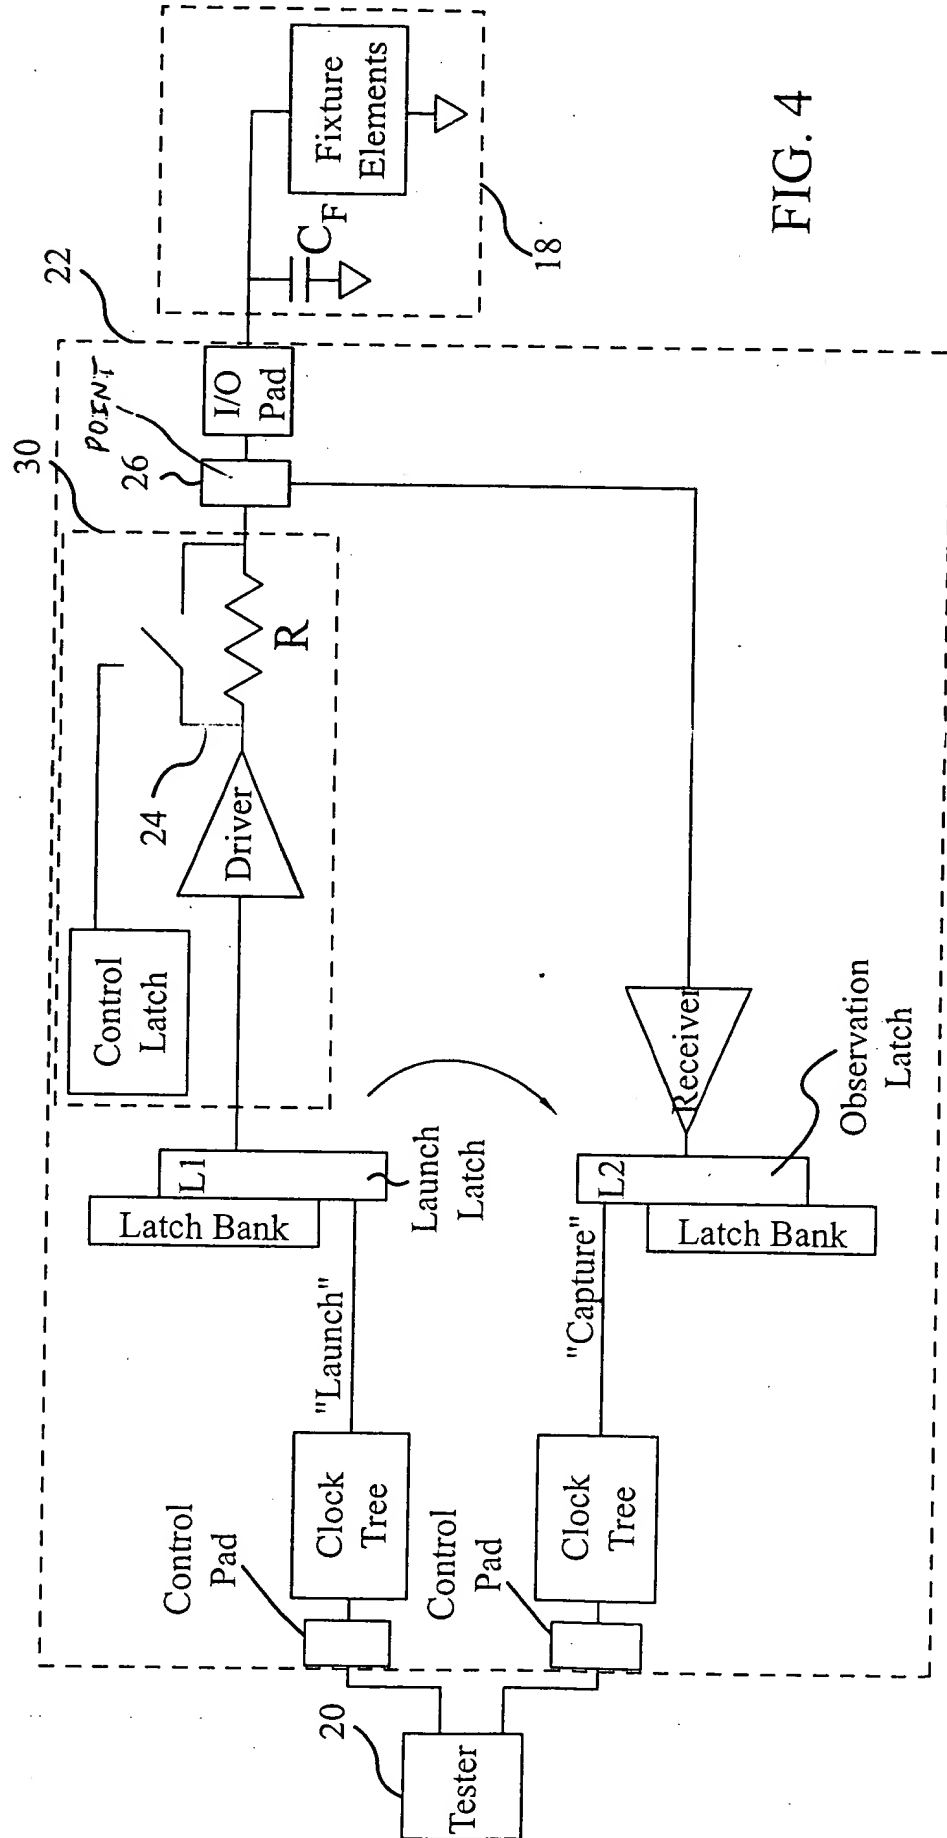 30
22
POINT
26
I/O
Pad
Fixture
Elements
C
F
18
24
R
Driver
Control
Latch
L1
Latch Bank
Launch
Latch
"Launch"
Clock
Tree
Control
Pad
20
Tester
Control
Pad
Clock
Tree
"Capture"
L2
Latch Bank
Receiver
Observation
Latch
FIG. 4